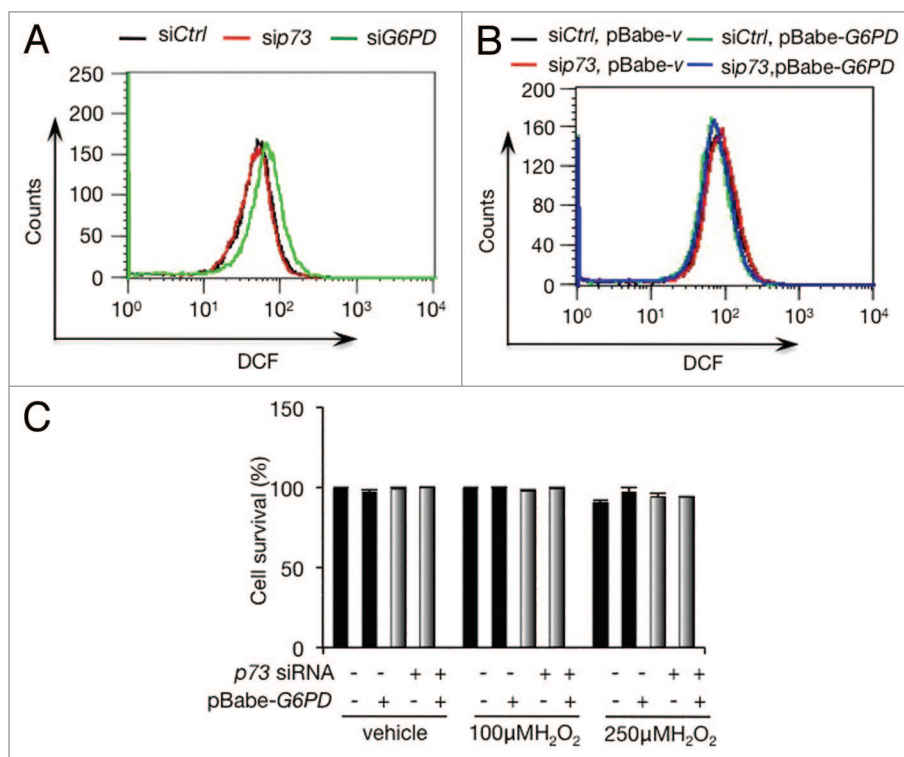 A
siCtrl sip73 siG6PD
250
200
150
100
50
0
Counts
10⁰ 10¹ 10² 10³ 10⁴
DCF
B
siCtrl, pBabe-v siCtrl, pBabe-G6PD
sip73, pBabe-v sip73,pBabe-G6PD
200
160
120
80
40
0
Counts
10⁰ 10¹ 10² 10³ 10⁴
DCF
C
150
100
50
0
Cell survival (%)
p73 siRNA - - + + - - + + - - + +
pBabe-G6PD - + - + - + - + - + - +
vehicle 100μMH₂O₂ 250μMH₂O₂